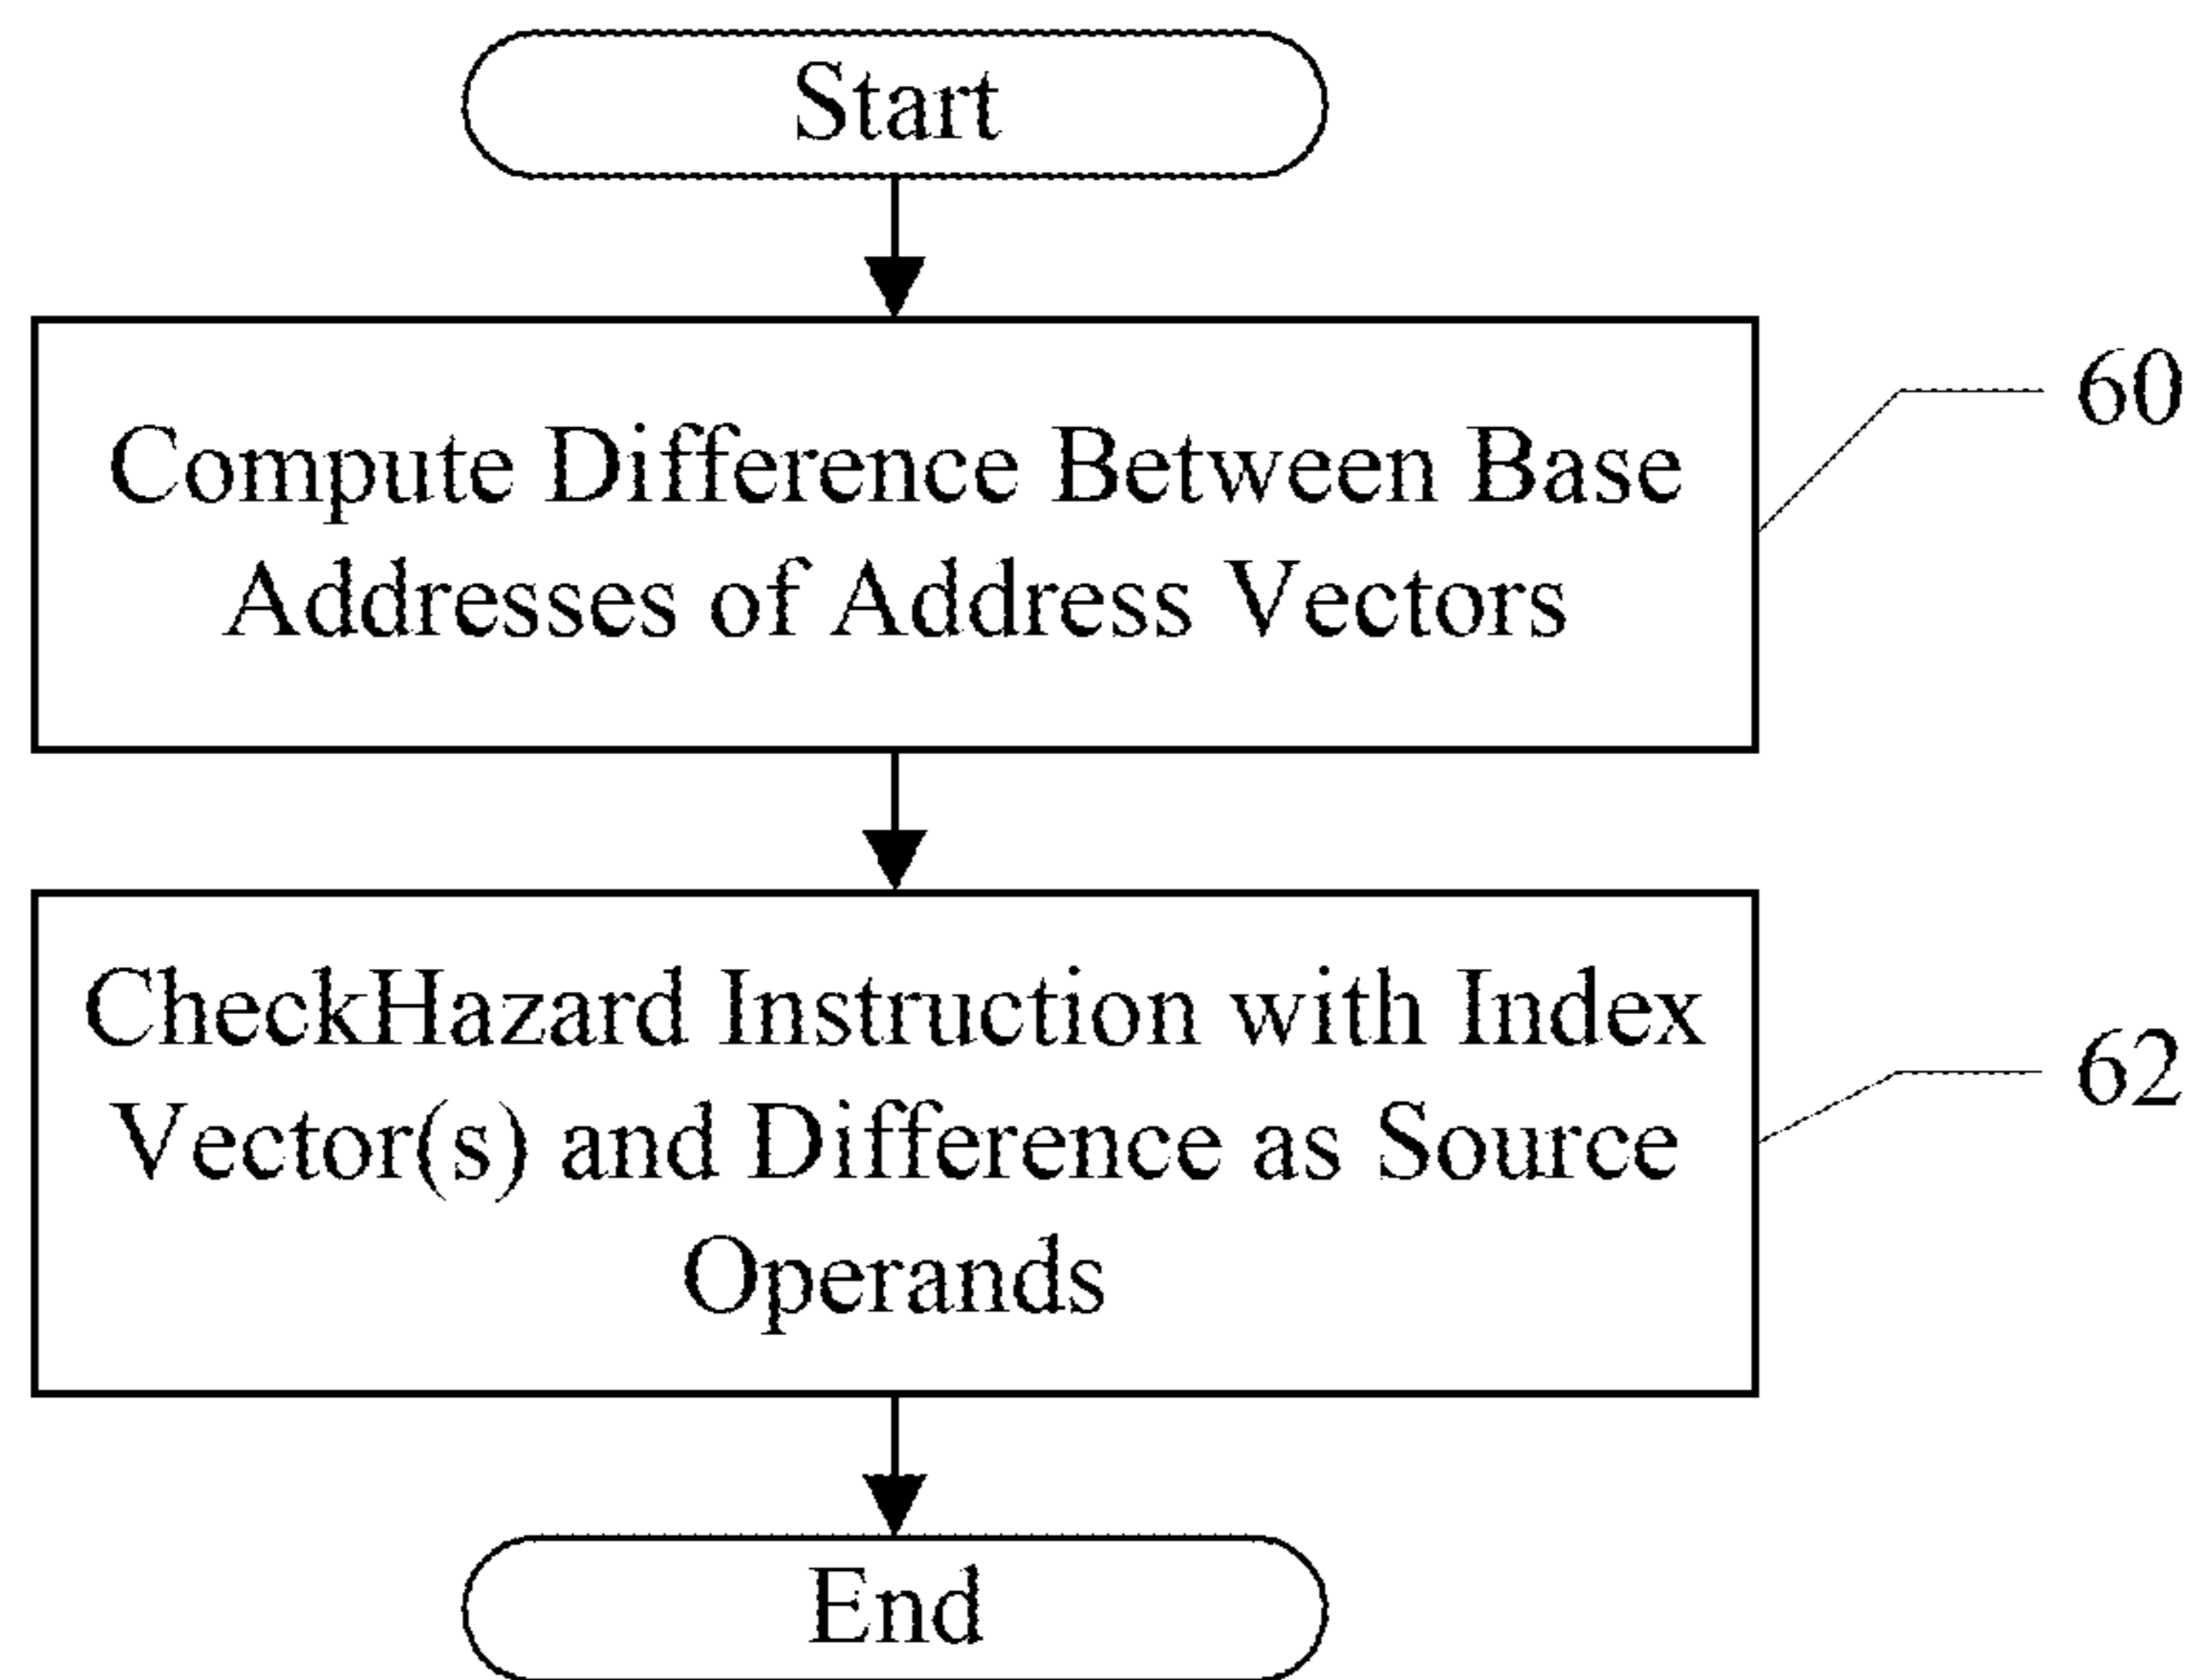 Start
Compute Difference Between Base
Addresses of Address Vectors
60
CheckHazard Instruction with Index
Vector(s) and Difference as Source
Operands
62
End